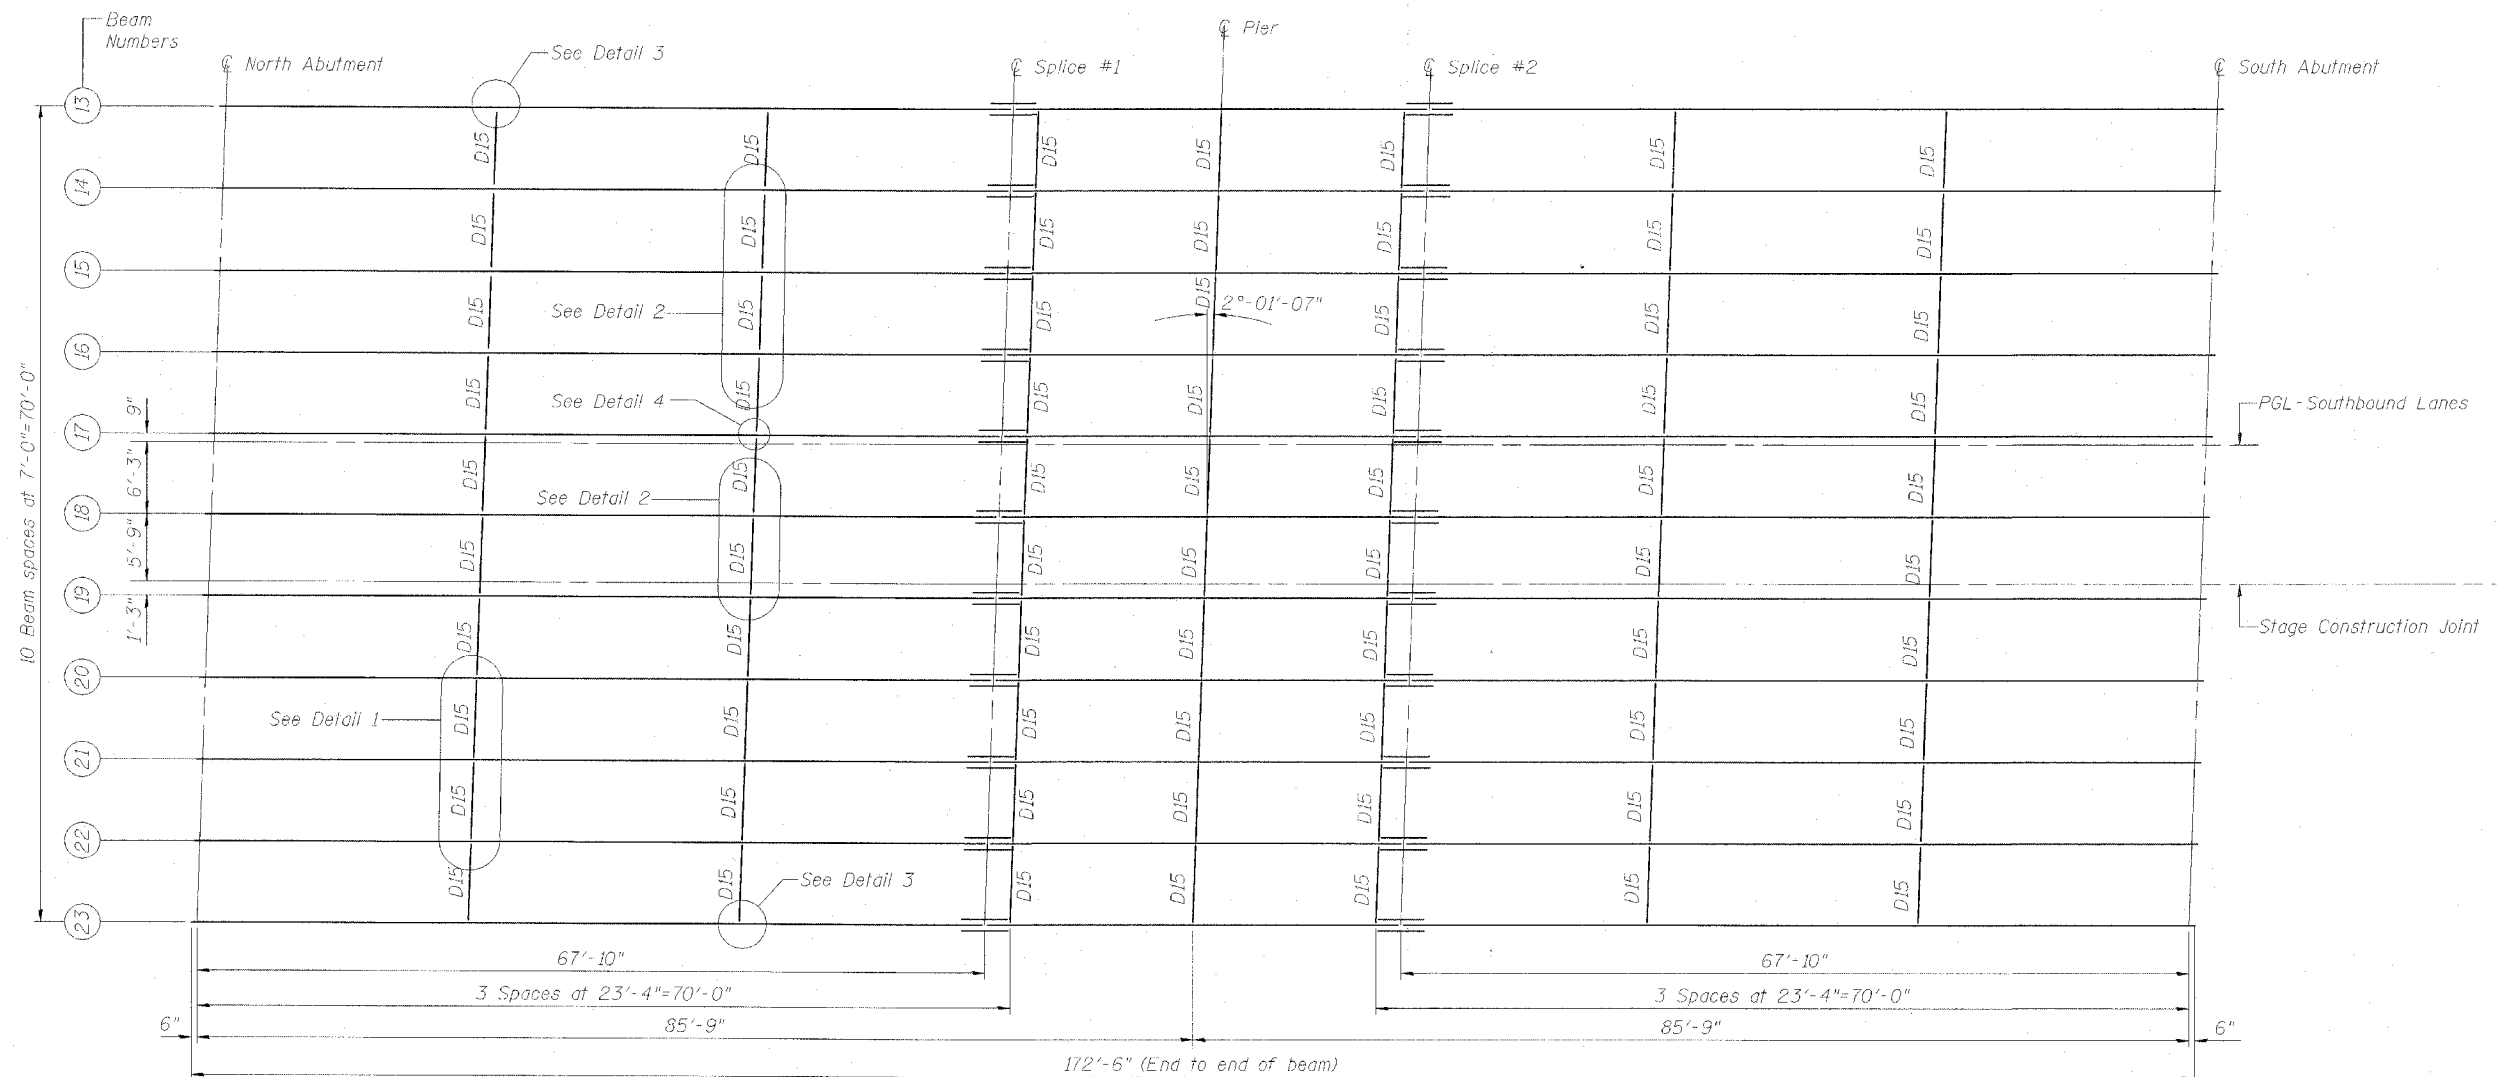 Beam
Numbers
℄ North Abutment
See Detail 3
℄ Splice #1
℄ Pier
℄ Splice #2
℄ South Abutment
13
D15 D15 D15 D15 D15 D15 D15
14
D15 D15 D15 D15 D15 D15 D15
15
See Detail 2
D15 D15 D15 D15 D15 D15 D15
2°-01'-07"
16
See Detail 4
D15 D15 D15 D15 D15 D15 D15
PGL-Southbound Lanes
17
9"
6'-3"
See Detail 2
D15 D15 D15 D15 D15 D15 D15
18
5'-9"
D15 D15 D15 D15 D15 D15 D15
19
1'-3"
Stage Construction Joint
D15 D15 D15 D15 D15 D15 D15
20
See Detail 1
D15 D15 D15 D15 D15 D15 D15
21
D15 D15 D15 D15 D15 D15 D15
22
D15 D15 D15 D15 D15 D15 D15
See Detail 3
23
10 Beam spaces at 7'-0"=70'-0"
67'-10"
67'-10"
3 Spaces at 23'-4"=70'-0"
3 Spaces at 23'-4"=70'-0"
6"
85'-9"
85'-9"
6"
172'-6" (End to end of beam)